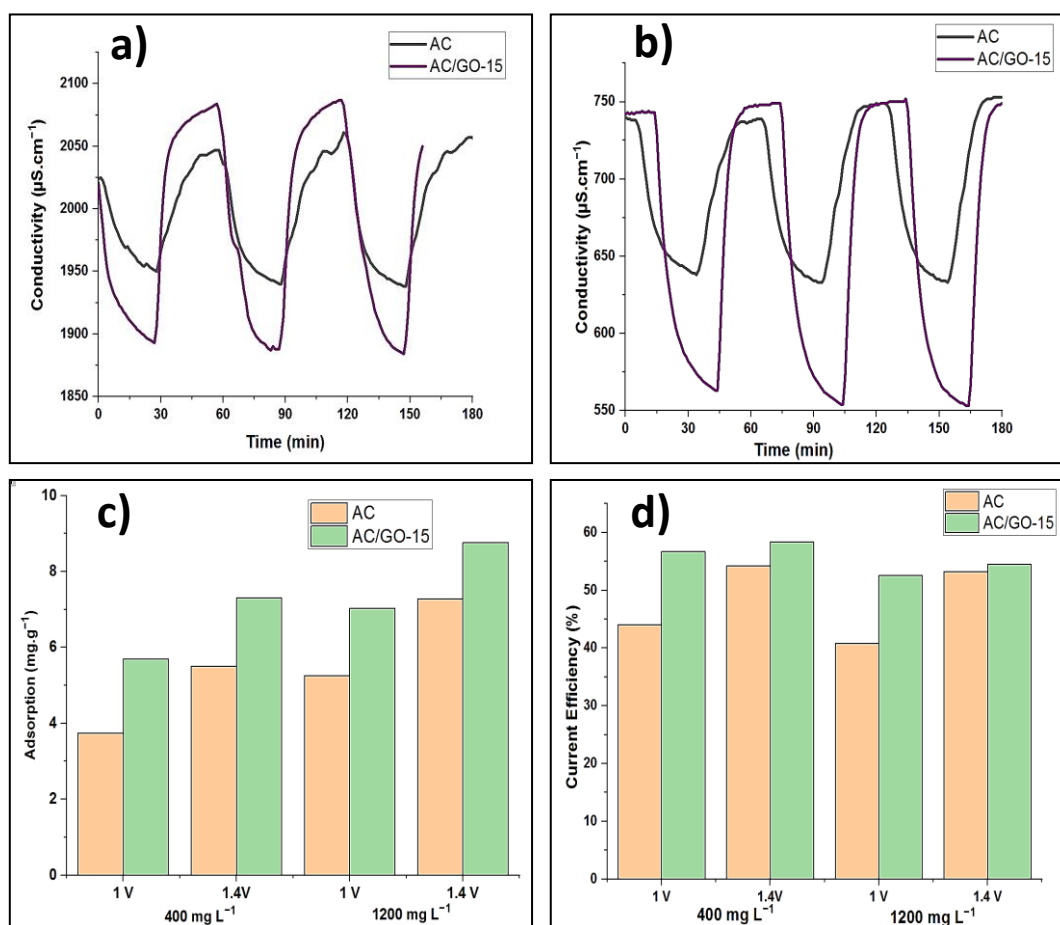 a)
AC
AC/GO-15
Conductivity (µS.cm⁻¹)
2100
2050
2000
1950
1900
1850
0 30 60 90 120 150 180
Time (min)
b)
AC
AC/GO-15
Conductivity (µS.cm⁻¹)
750
700
650
600
550
0 30 60 90 120 150 180
Time (min)
c)
AC
AC/GO-15
Adsorption (mg.g⁻¹)
10
8
6
4
2
0
1 V 1.4V 1 V 1.4 V
400 mg L⁻¹ 1200 mg L⁻¹
d)
AC
AC/GO-15
Current Efficiency (%)
60
50
40
30
20
10
0
1 V 1.4V 1 V 1.4 V
400 mg L⁻¹ 1200 mg L⁻¹